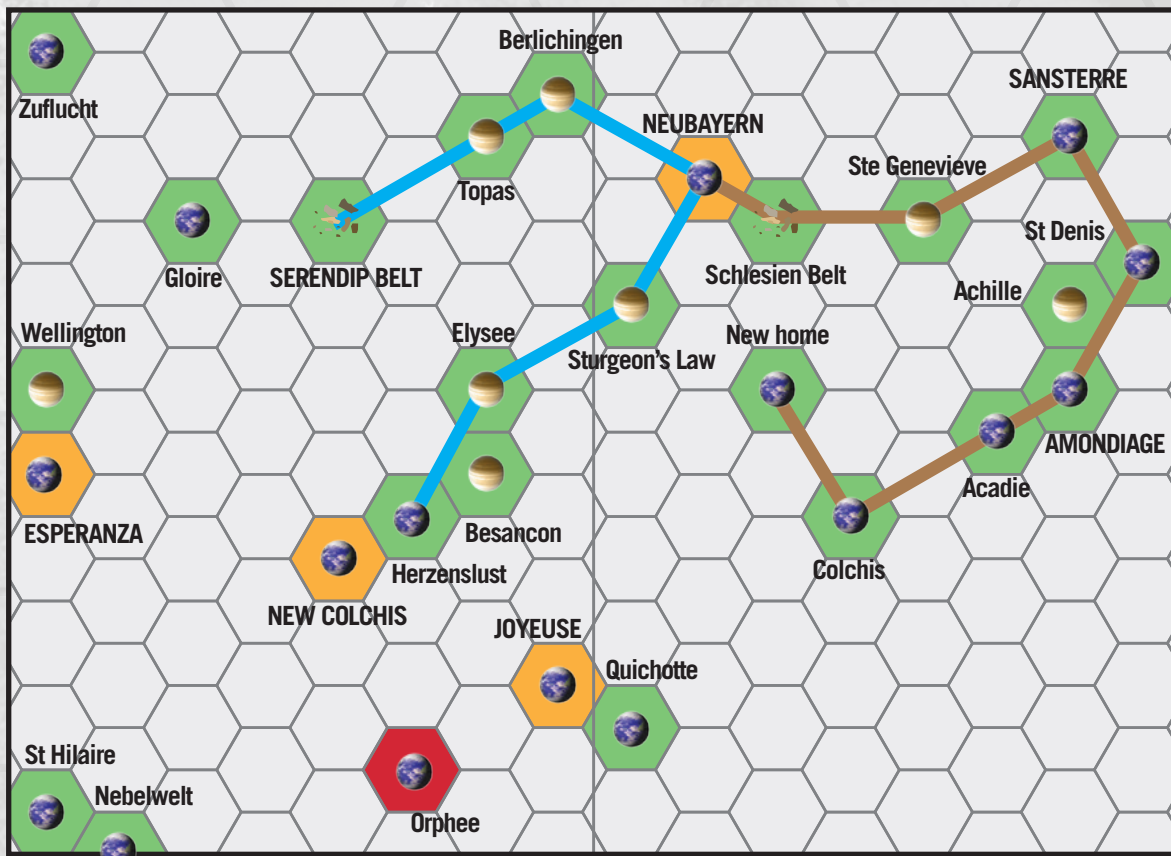 Berlichingen
SANSTERRE
Zuflucht
NEUBAYERN
Ste Genevieve
Topas
St Denis
Gloire
SERENDIP BELT
Schlesien Belt
Achille
Wellington
Elysee
New home
Sturgeon's Law
AMONDIAGE
Acadie
ESPERANZA
Besancon
Herzenslust
Colchis
NEW COLCHIS
JOYEUSE
Quichotte
St Hilaire
Nebelwelt
Orphee